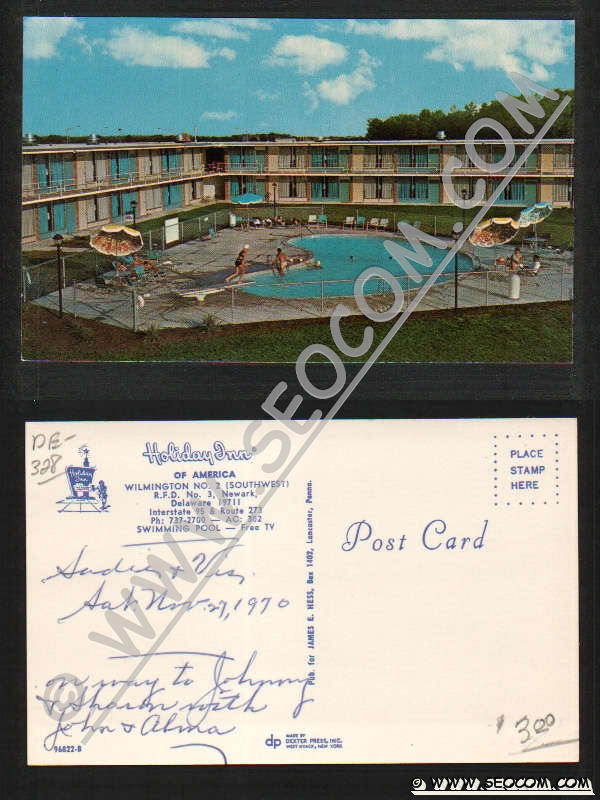 © WWW.SEOCOM.COM
DE-
328
Holiday Inn
Holiday Inn®
OF AMERICA
WILMINGTON NO. 2 (SOUTHWEST)
R.F.D. No. 3, Newark,
Delaware 19711
Interstate 95 & Route 273
Ph: 737-2700 — AC: 302
SWIMMING POOL — Free TV
PLACE
STAMP
HERE
Post Card
Pub. for JAMES E. HESS, Box 1402, Lancaster, Penna.
Sadie & Vic,
Sat. Nov. 27, 1970
on way to Johnny
& Sharon with
John & Alma
96822-B
dp
MADE BY
DEXTER PRESS, INC.
WEST NYACK, NEW YORK
$3.00
© WWW.SEOCOM.COM